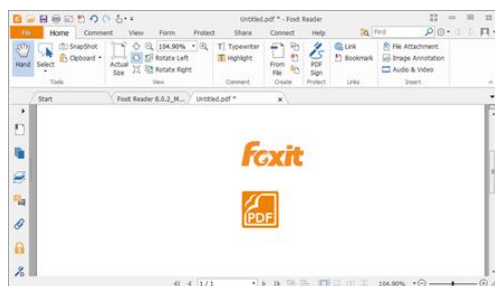 Untitled.pdf * - Foxit Reader
File Home Comment View Form Protect Share Connect Help Find
Hand
Select
SnapShot
Clipboard
Actual Size
104.90%
Rotate Left
Rotate Right
Typewriter
Highlight
From File
PDF Sign
Link
Bookmark
File Attachment
Image Annotation
Audio & Video
Tools View Comment Create Protect Links Insert
Start Foxit Reader 8.0.2_M... Untitled.pdf *
foxit
PDF
1 / 1 104.90%